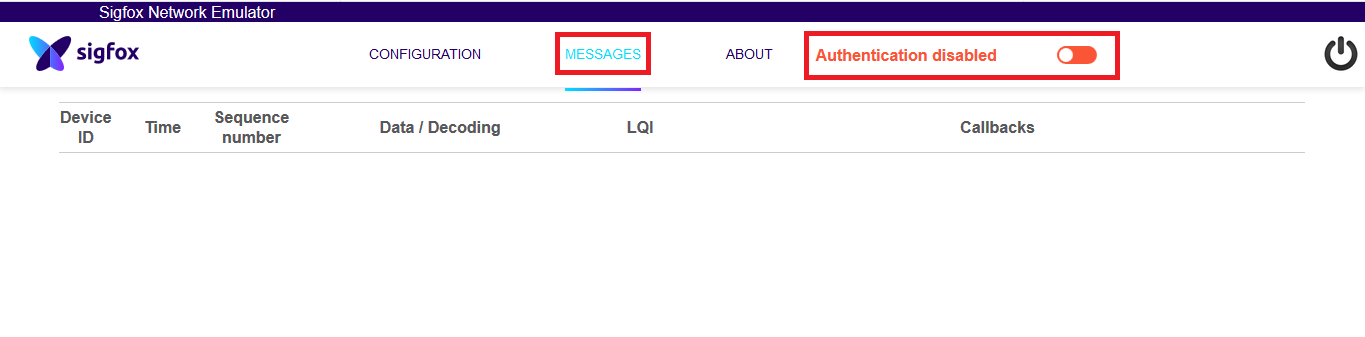 Sigfox Network Emulator
sigfox
CONFIGURATION
MESSAGES
ABOUT
Authentication disabled
Device
ID
Time
Sequence
number
Data / Decoding
LQI
Callbacks